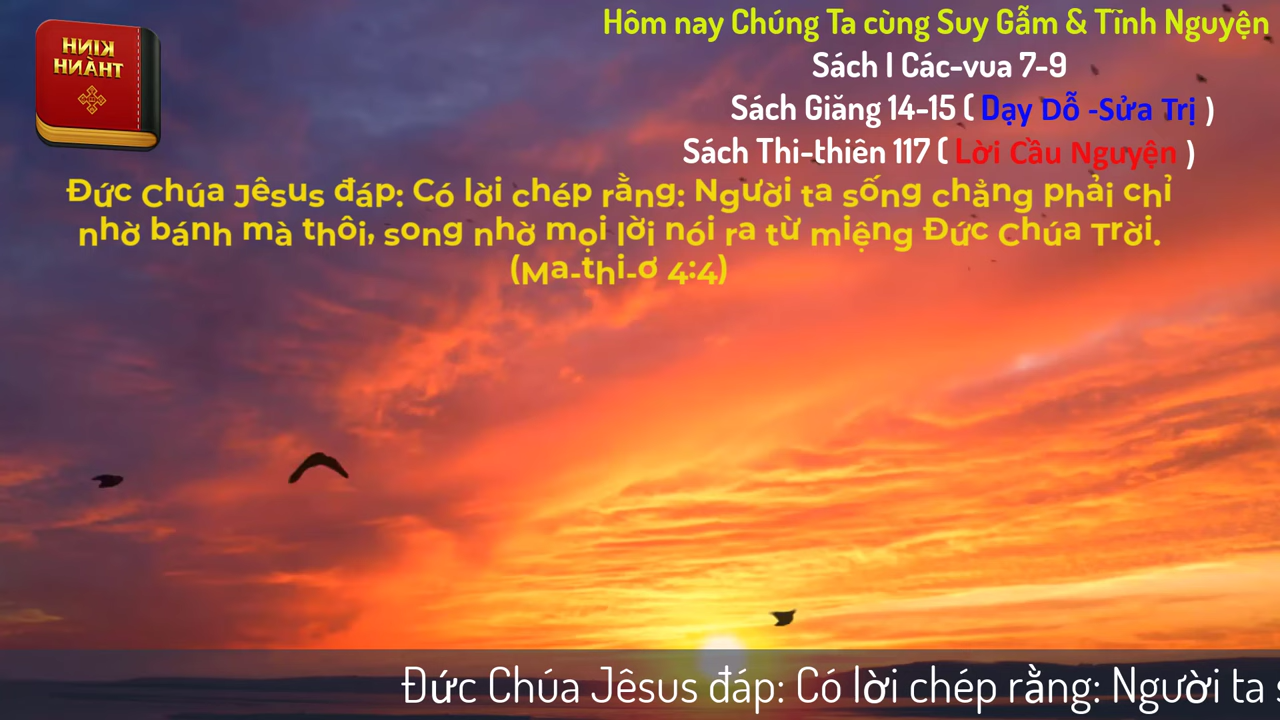 KINH
THÀNH
Hôm nay Chúng Ta cùng Suy Gẫm & Tĩnh Nguyện
Sách I Các-vua 7-9
Sách Giăng 14-15 ( Dạy Dỗ -Sửa Trị )
Sách Thi-thiên 117 ( Lời Cầu Nguyện )
Đức Chúa Jêsus đáp: Có lời chép rằng: Người ta sống chẳng phải chỉ
nhờ bánh mà thôi, song nhờ mọi lời nói ra từ miệng Đức Chúa Trời.
(Ma-thi-ơ 4:4)
Đức Chúa Jêsus đáp: Có lời chép rằng: Người ta